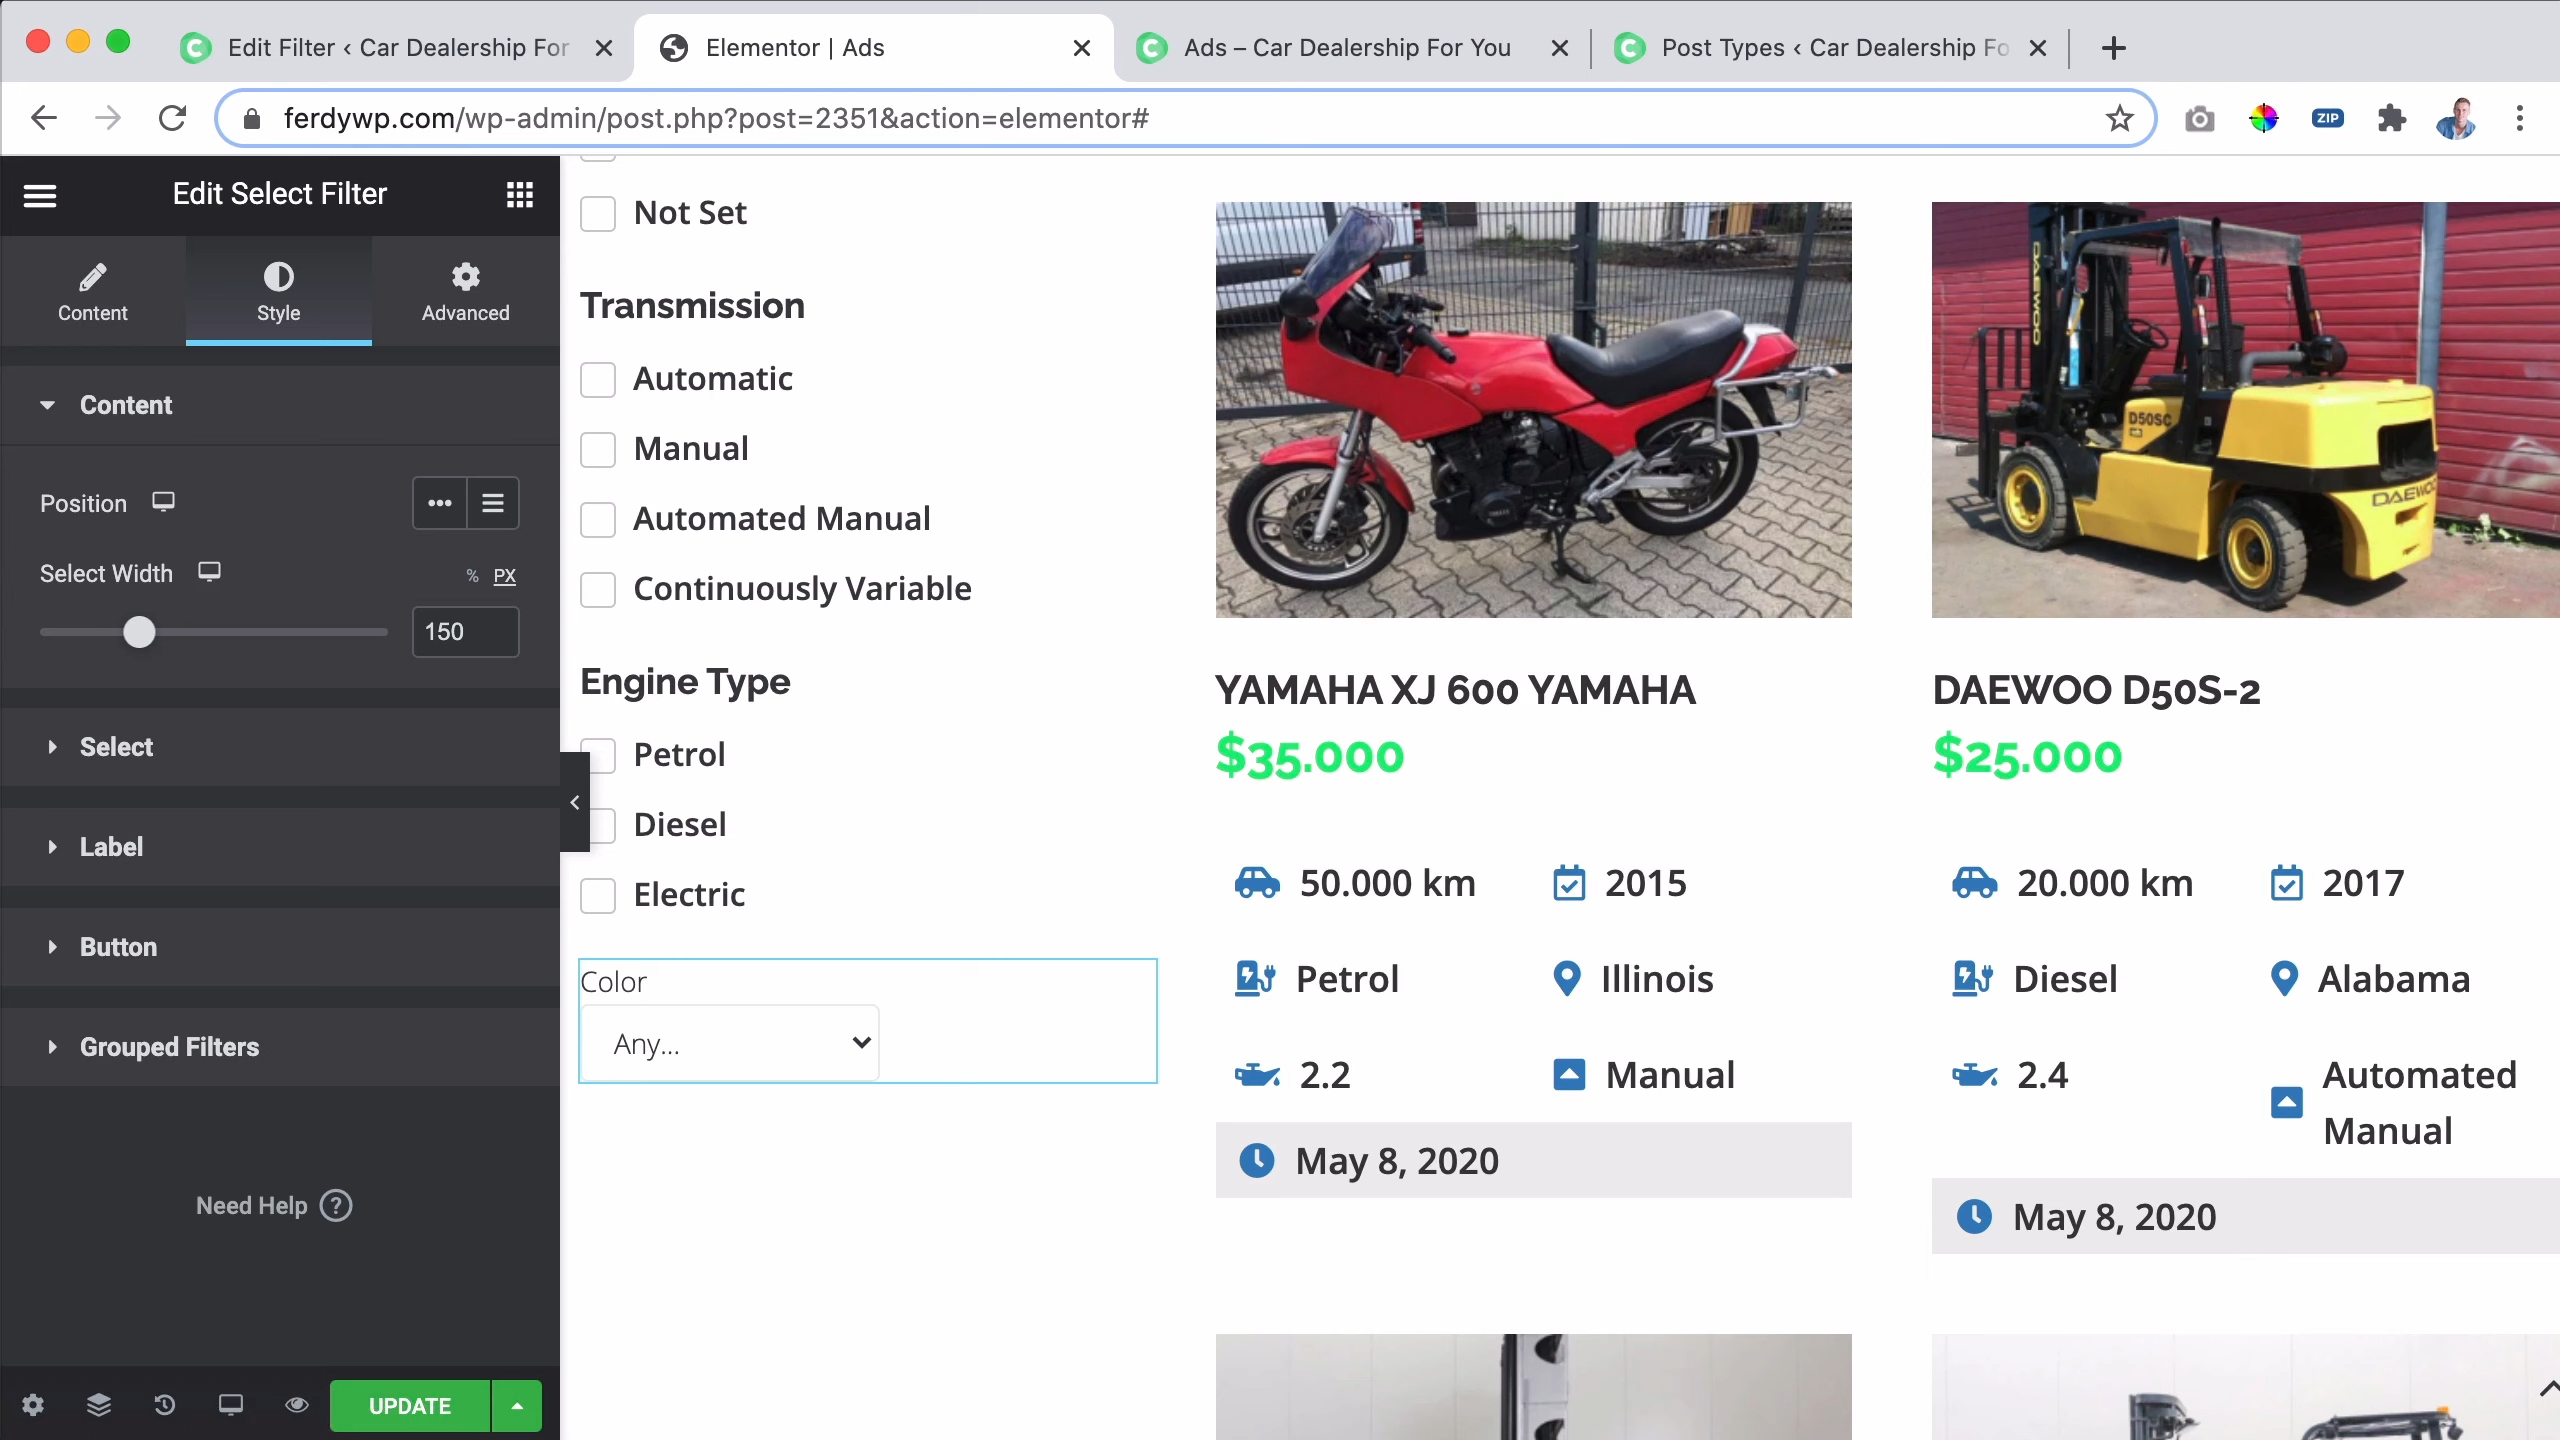 Edit Filter ‹ Car Dealership For
Elementor | Ads
Ads – Car Dealership For You
Post Types ‹ Car Dealership Fo
ferdywp.com/wp-admin/post.php?post=2351&action=elementor#
ZIP
Edit Select Filter
Content
Style
Advanced
Content
Position
Select Width
% PX
150
Select
Label
Button
Grouped Filters
Need Help ?
UPDATE
Not Set
Transmission
Automatic
Manual
Automated Manual
Continuously Variable
Engine Type
Petrol
Diesel
Electric
Color
Any...
YAMAHA XJ 600 YAMAHA
$35.000
50.000 km
2015
Petrol
Illinois
2.2
Manual
May 8, 2020
DAEWOO
D50SC
DAEWOO
DAEWOO D50S-2
$25.000
20.000 km
2017
Diesel
Alabama
2.4
Automated
Manual
May 8, 2020